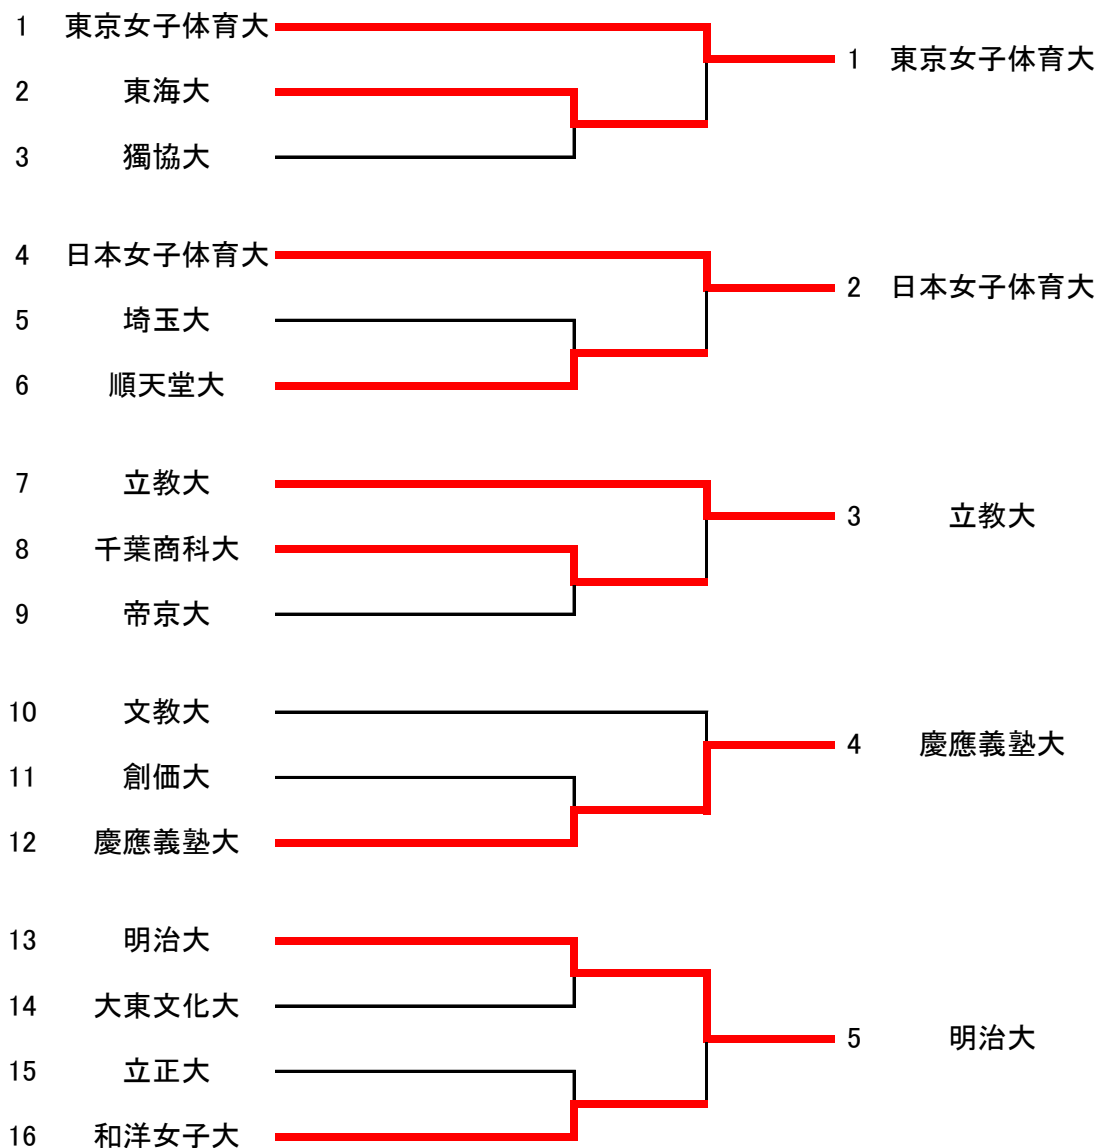 1 東京女子体育大
1 東京女子体育大
2 東海大
3 獨協大
4 日本女子体育大
2 日本女子体育大
5 埼玉大
6 順天堂大
7 立教大
3 立教大
8 千葉商科大
9 帝京大
10 文教大
4 慶應義塾大
11 創価大
12 慶應義塾大
13 明治大
14 大東文化大
5 明治大
15 立正大
16 和洋女子大